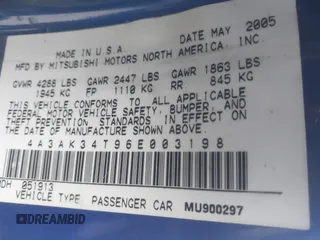 DATE MAY 2005
MADE IN U.S.A.
MFD BY MITSUBISHI MOTORS NORTH AMERICA, INC.
GVWR 4288 LBS GAWR 2447 LBS GAWR 1863 LBS
1945 KG FP 1110 KG RR 845 KG
THIS VEHICLE CONFORMS TO ALL APPLICABLE
FEDERAL MOTOR VEHICLE SAFETY, BUMPER, AND
THEFT PREVENTION STANDARDS IN EFFECT ON
THE DATE OF MANUFACTURE SHOWN ABOVE.
4A3AK34T96E003198
051913
VEHICLE TYPE PASSENGER CAR MU900297
DREAMBID